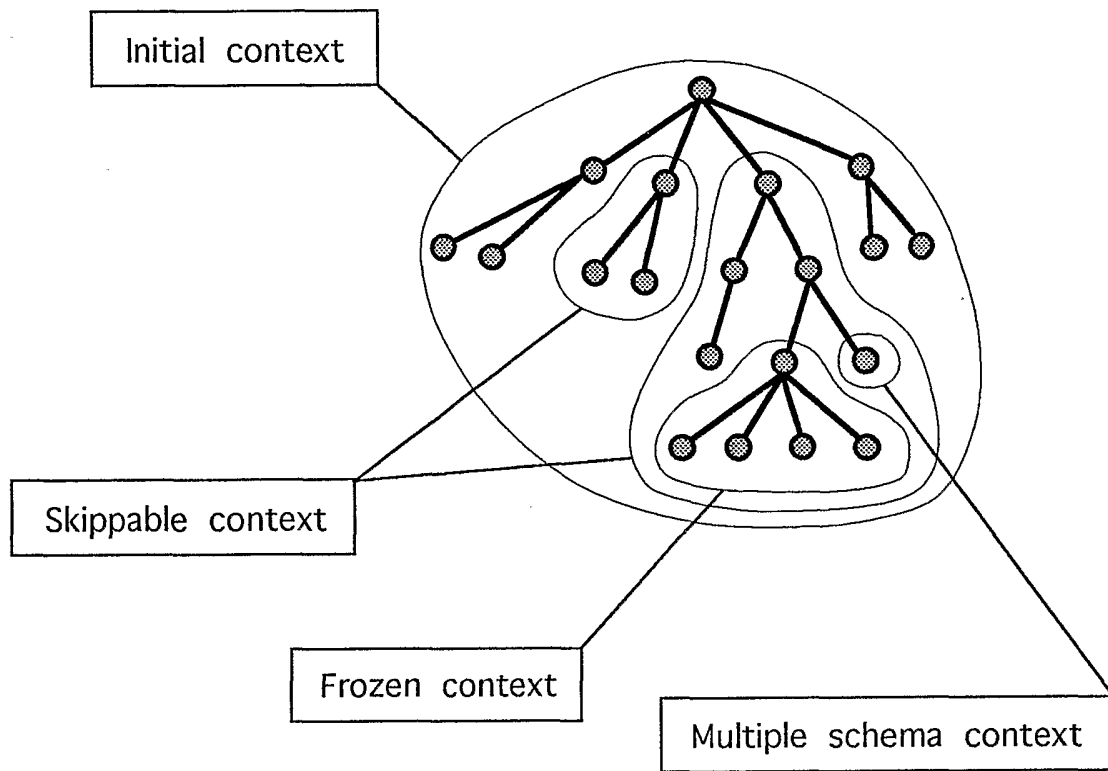 Initial context
Skippable context
Frozen context
Multiple schema context